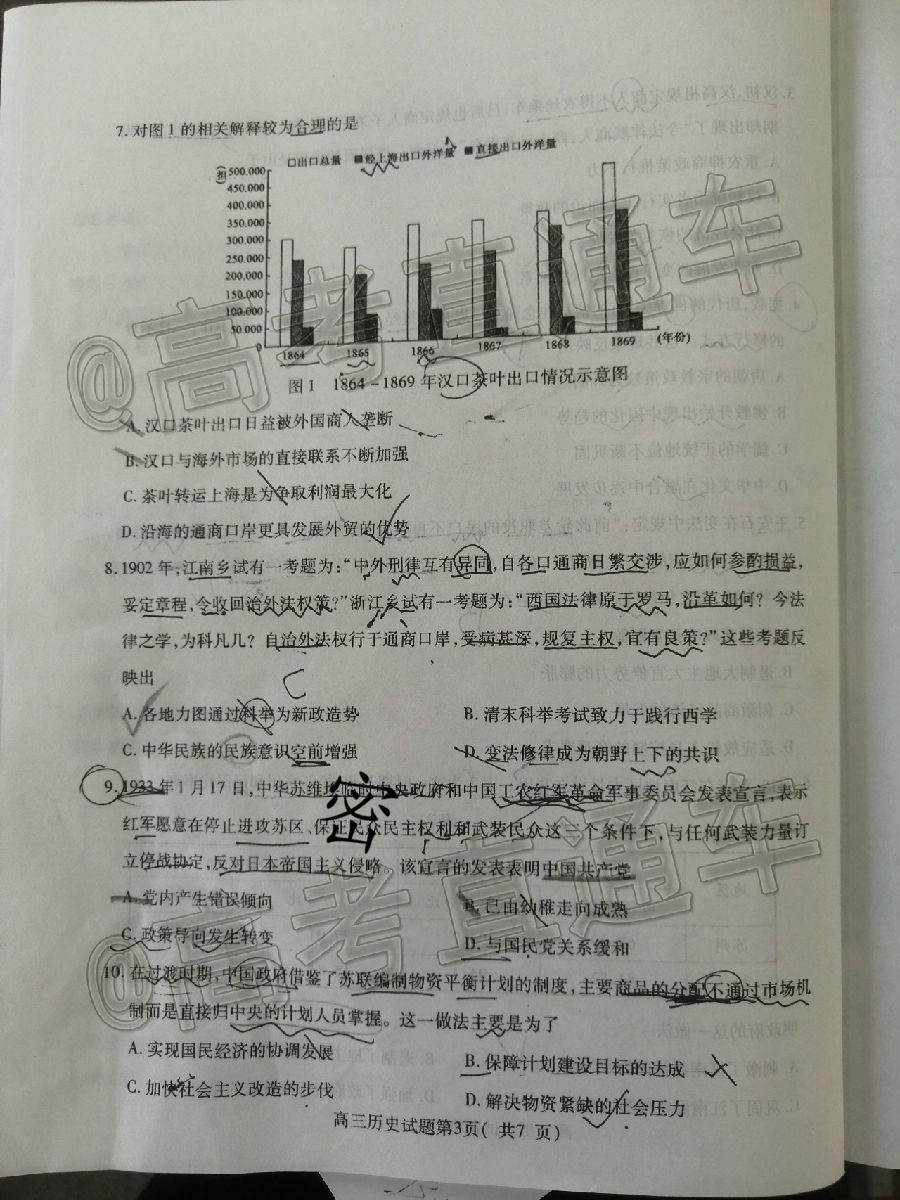 7. 对图1的相关解释较为合理的是
□出口总量 ■经上海出口外洋量 ■直接出口外洋量
(担)
500,000
450,000
400,000
350,000
300,000
250,000
200,000
150,000
100,000
50,000
0
1864 1865 1866 1867 1868 1869 (年份)
图1 1864-1869年汉口茶叶出口情况示意图
A. 汉口茶叶出口日益被外国商人垄断
B. 汉口与海外市场的直接联系不断加强
C. 茶叶转运上海是为争取利润最大化
D. 沿海的通商口岸更具发展外贸的优势
8. 1902年,江南乡试有一考题为:“中外刑律互有异同,自各口通商日繁交涉,应如何参酌损益,
妥定章程,令收回治外法权策?”浙江乡试有一考题为:“西国法律原于罗马,沿革如何?今法
律之学,为科凡几?自治外法权行于通商口岸,受病甚深,规复主权,宜有良策?”这些考题反
映出
C
A. 各地力图通过科举为新政造势 B. 清末科举考试致力于践行西学
C. 中华民族的民族意识空前增强 D. 变法修律成为朝野上下的共识
9. 1933年1月17日,中华苏维埃临时中央政府和中国工农红军革命军事委员会发表宣言,表示
红军愿意在停止进攻苏区、保证民众民主权利和武装民众这三个条件下,与任何武装力量订
立停战协定,反对日本帝国主义侵略。该宣言的发表表明中国共产党
密
A. 党内产生错误倾向 B. 已由幼稚走向成熟
C. 政策导向发生转变 D. 与国民党关系缓和
10. 在过渡时期,中国政府借鉴了苏联编制物资平衡计划的制度,主要商品的分配不通过市场机
制而是直接归中央的计划人员掌握。这一做法主要是为了
A. 实现国民经济的协调发展 B. 保障计划建设目标的达成
C. 加快社会主义改造的步伐 D. 解决物资紧缺的社会压力
高三历史试题第3页(共7页)
@高考直通车
@高考直通车